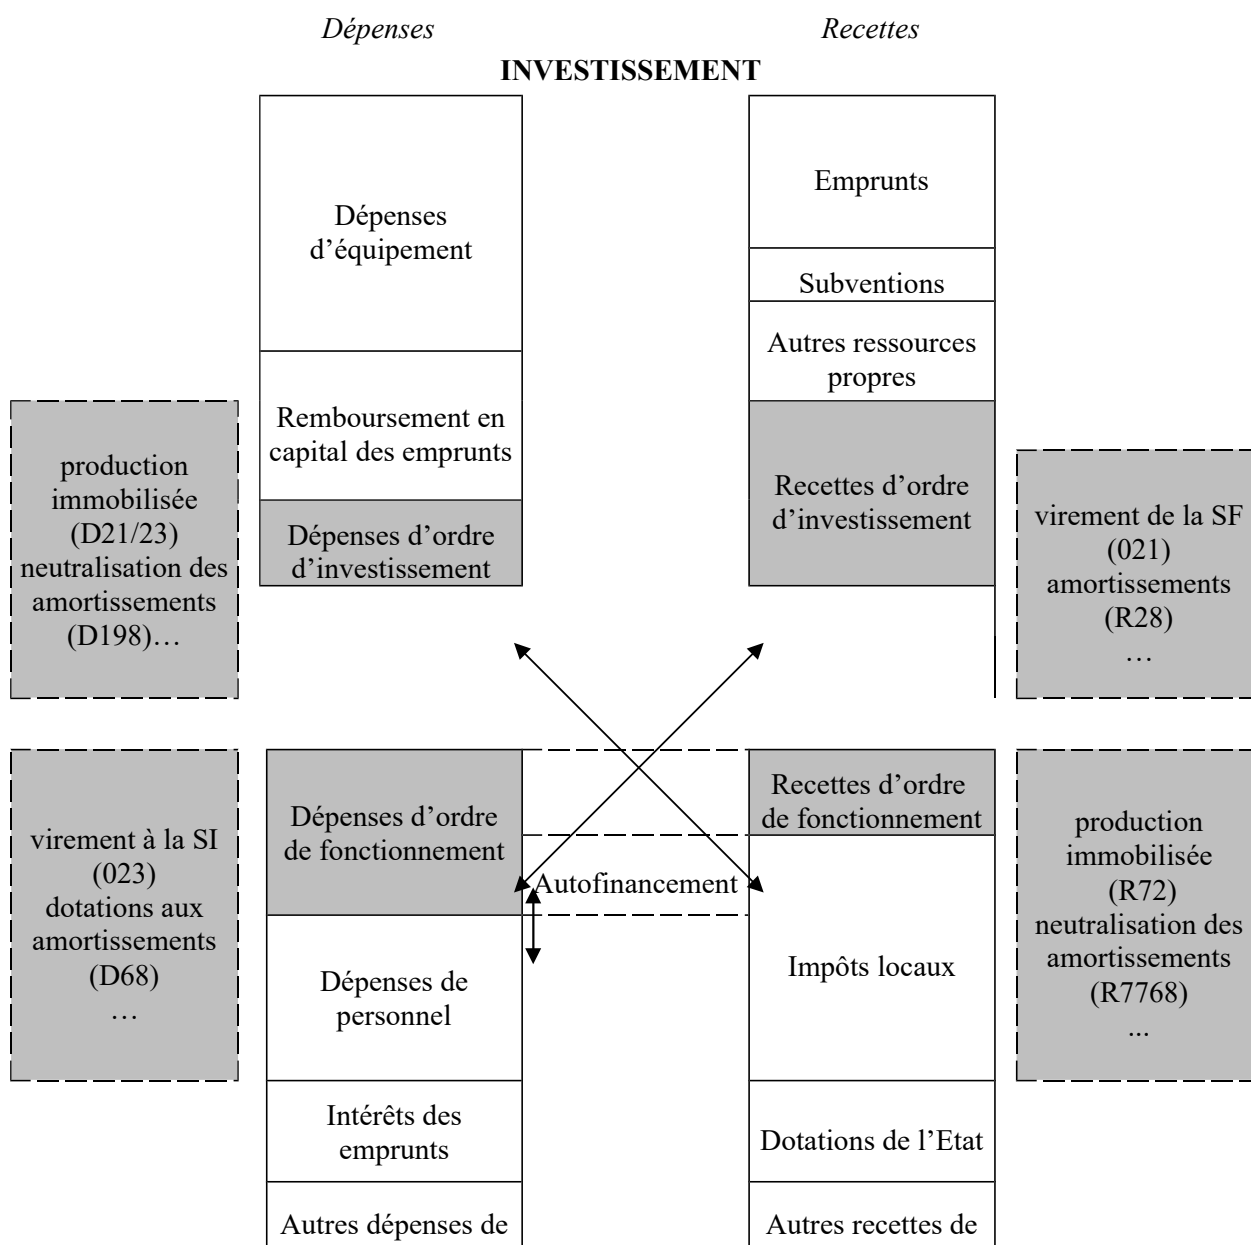 Dépenses
Recettes
INVESTISSEMENT
Dépenses
d’équipement
Remboursement en
capital des emprunts
Dépenses d’ordre
d’investissement
Emprunts
Subventions
Autres ressources
propres
Recettes d’ordre
d’investissement
production
immobilisée
(D21/23)
neutralisation des
amortissements
(D198)…
virement de la SF
(021)
amortissements
(R28)
…
virement à la SI
(023)
dotations aux
amortissements
(D68)
…
Dépenses d’ordre
de fonctionnement
Autofinancement
Dépenses de
personnel
Intérêts des
emprunts
Autres dépenses de
Recettes d’ordre
de fonctionnement
Impôts locaux
Dotations de l’Etat
Autres recettes de
production
immobilisée
(R72)
neutralisation des
amortissements
(R7768)
...